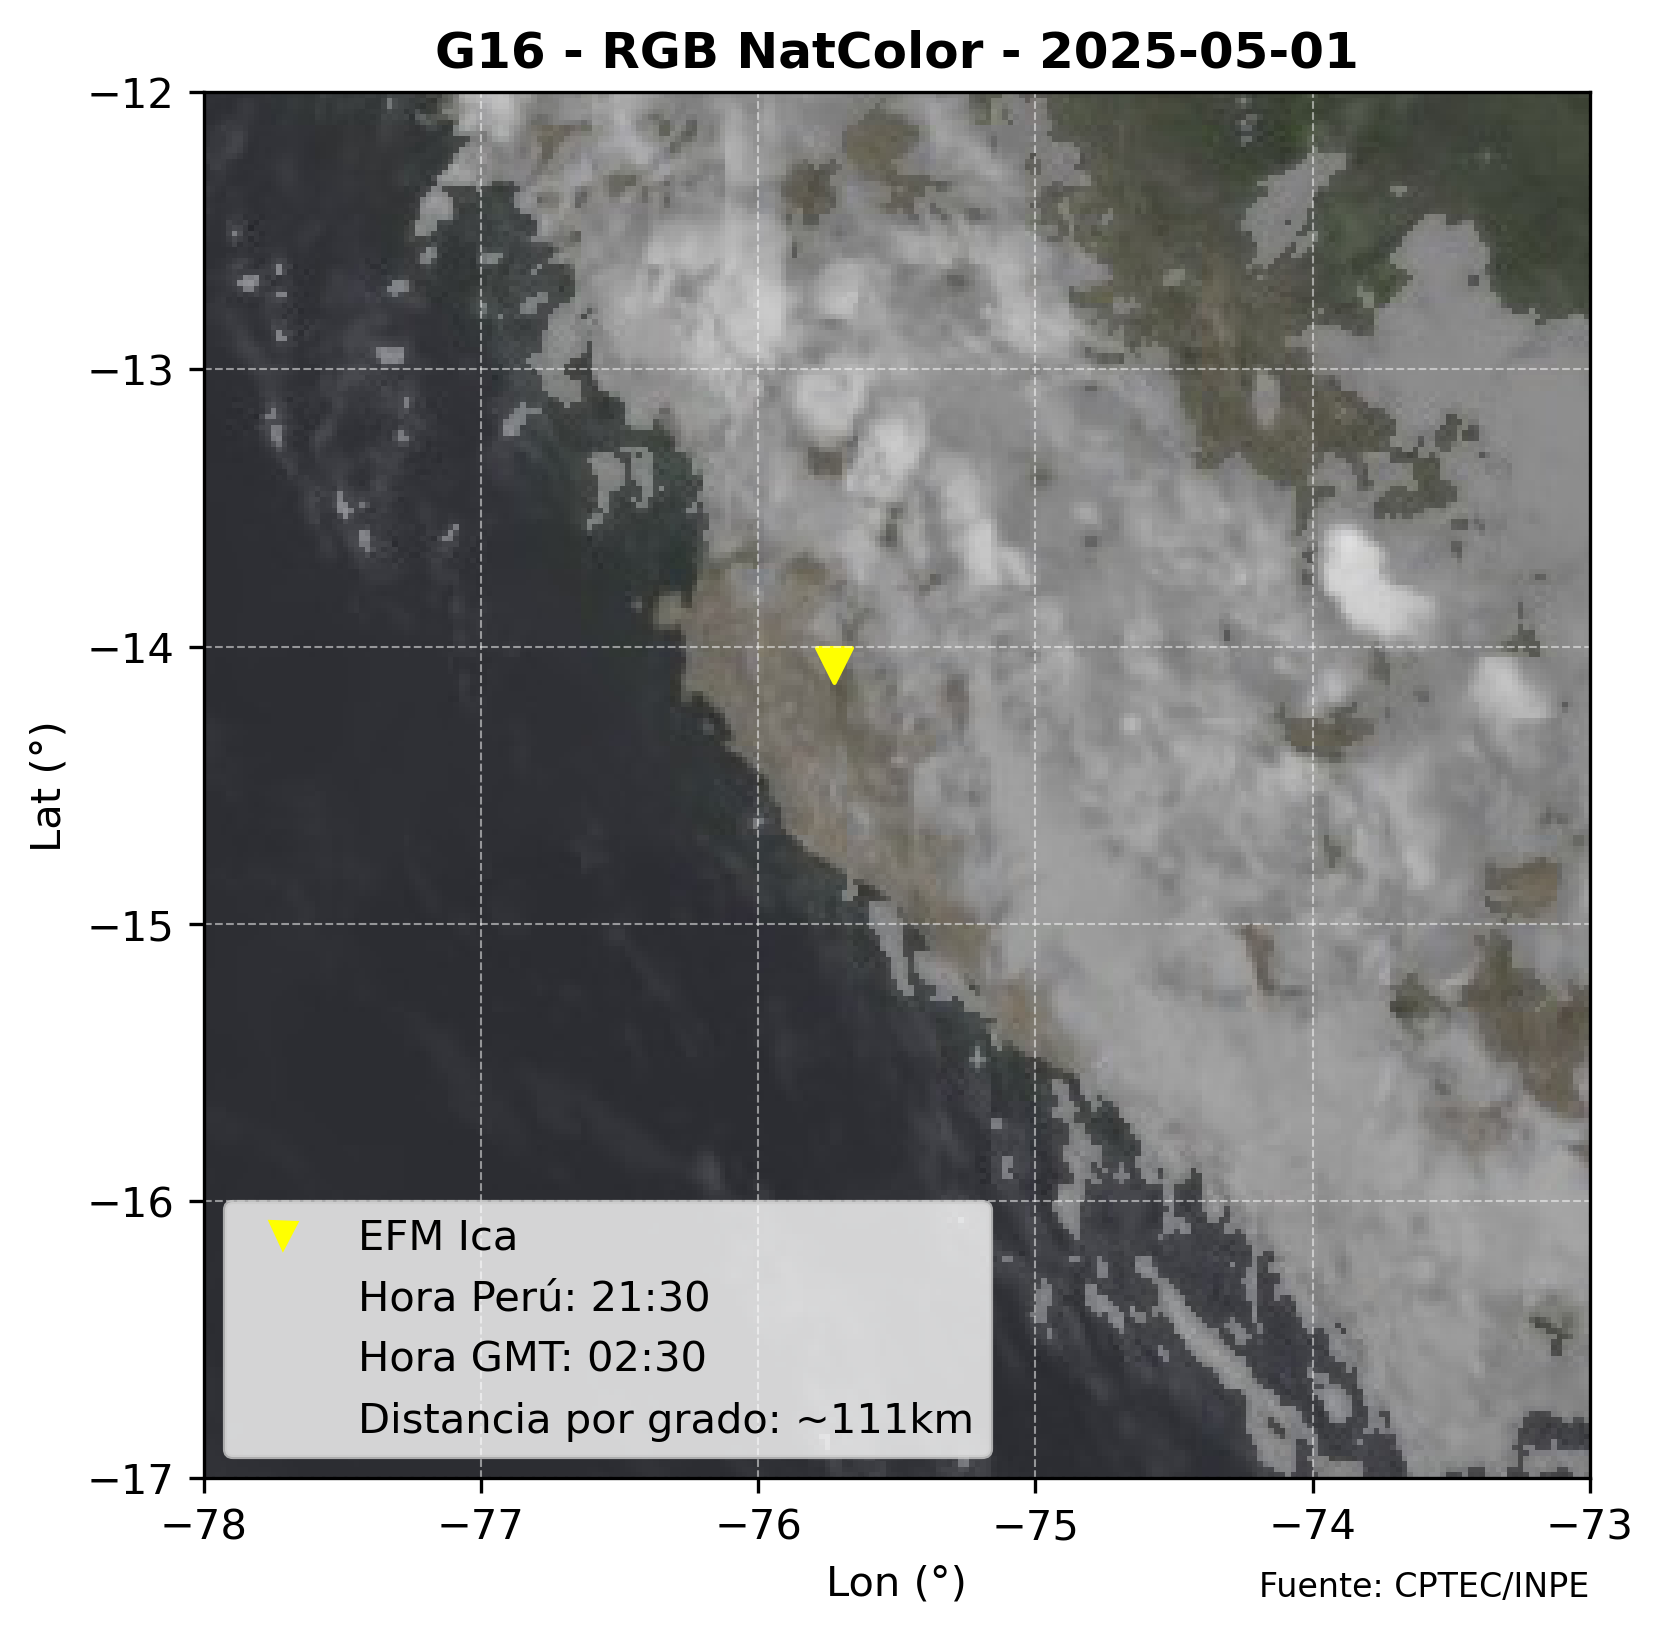 G16 - RGB NatColor - 2025-05-01
−12
−13
−14
−15
−16
−17
Lat (°)
EFM Ica
Hora Perú: 21:30
Hora GMT: 02:30
Distancia por grado: ~111km
−78 −77 −76 −75 −74 −73
Lon (°)
Fuente: CPTEC/INPE